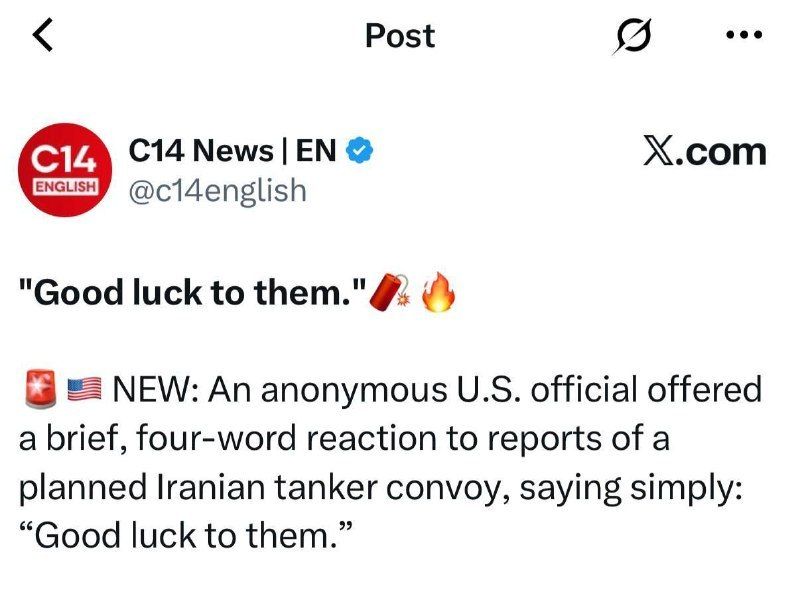 Post
C14
ENGLISH
C14 News | EN
@c14english
X.com
"Good luck to them."🧨🔥
🚨🇺🇸 NEW: An anonymous U.S. official offered
a brief, four-word reaction to reports of a
planned Iranian tanker convoy, saying simply:
“Good luck to them.”